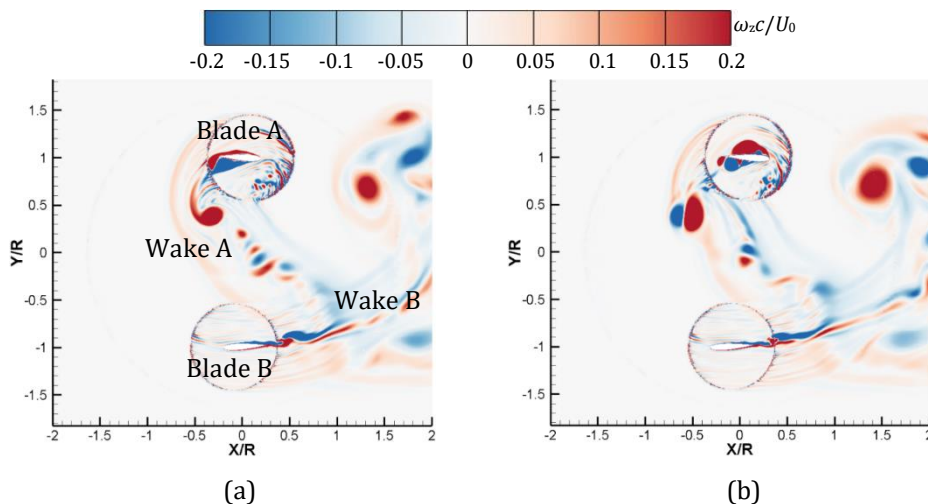 ω_z c/U_0
-0.2 -0.15 -0.1 -0.05 0 0.05 0.1 0.15 0.2
1.5
1
0.5
0
-0.5
-1
-1.5
Y/R
Blade A
Wake A
Wake B
Blade B
-2 -1.5 -1 -0.5 0 0.5 1 1.5 2
X/R
(a)
1.5
1
0.5
0
-0.5
-1
-1.5
Y/R
-2 -1.5 -1 -0.5 0 0.5 1 1.5 2
X/R
(b)